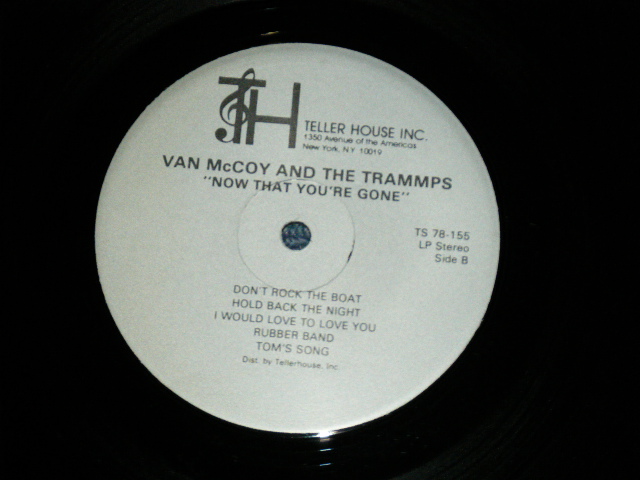 TH
TELLER HOUSE INC.
1350 Avenue of the Americas
New York, N.Y 10019
VAN McCOY AND THE TRAMMPS
"NOW THAT YOU'RE GONE"
TS 78-155
LP Stereo
Side B
DON'T ROCK THE BOAT
HOLD BACK THE NIGHT
I WOULD LOVE TO LOVE YOU
RUBBER BAND
TOM'S SONG
Dist. by Tellerhouse, Inc.